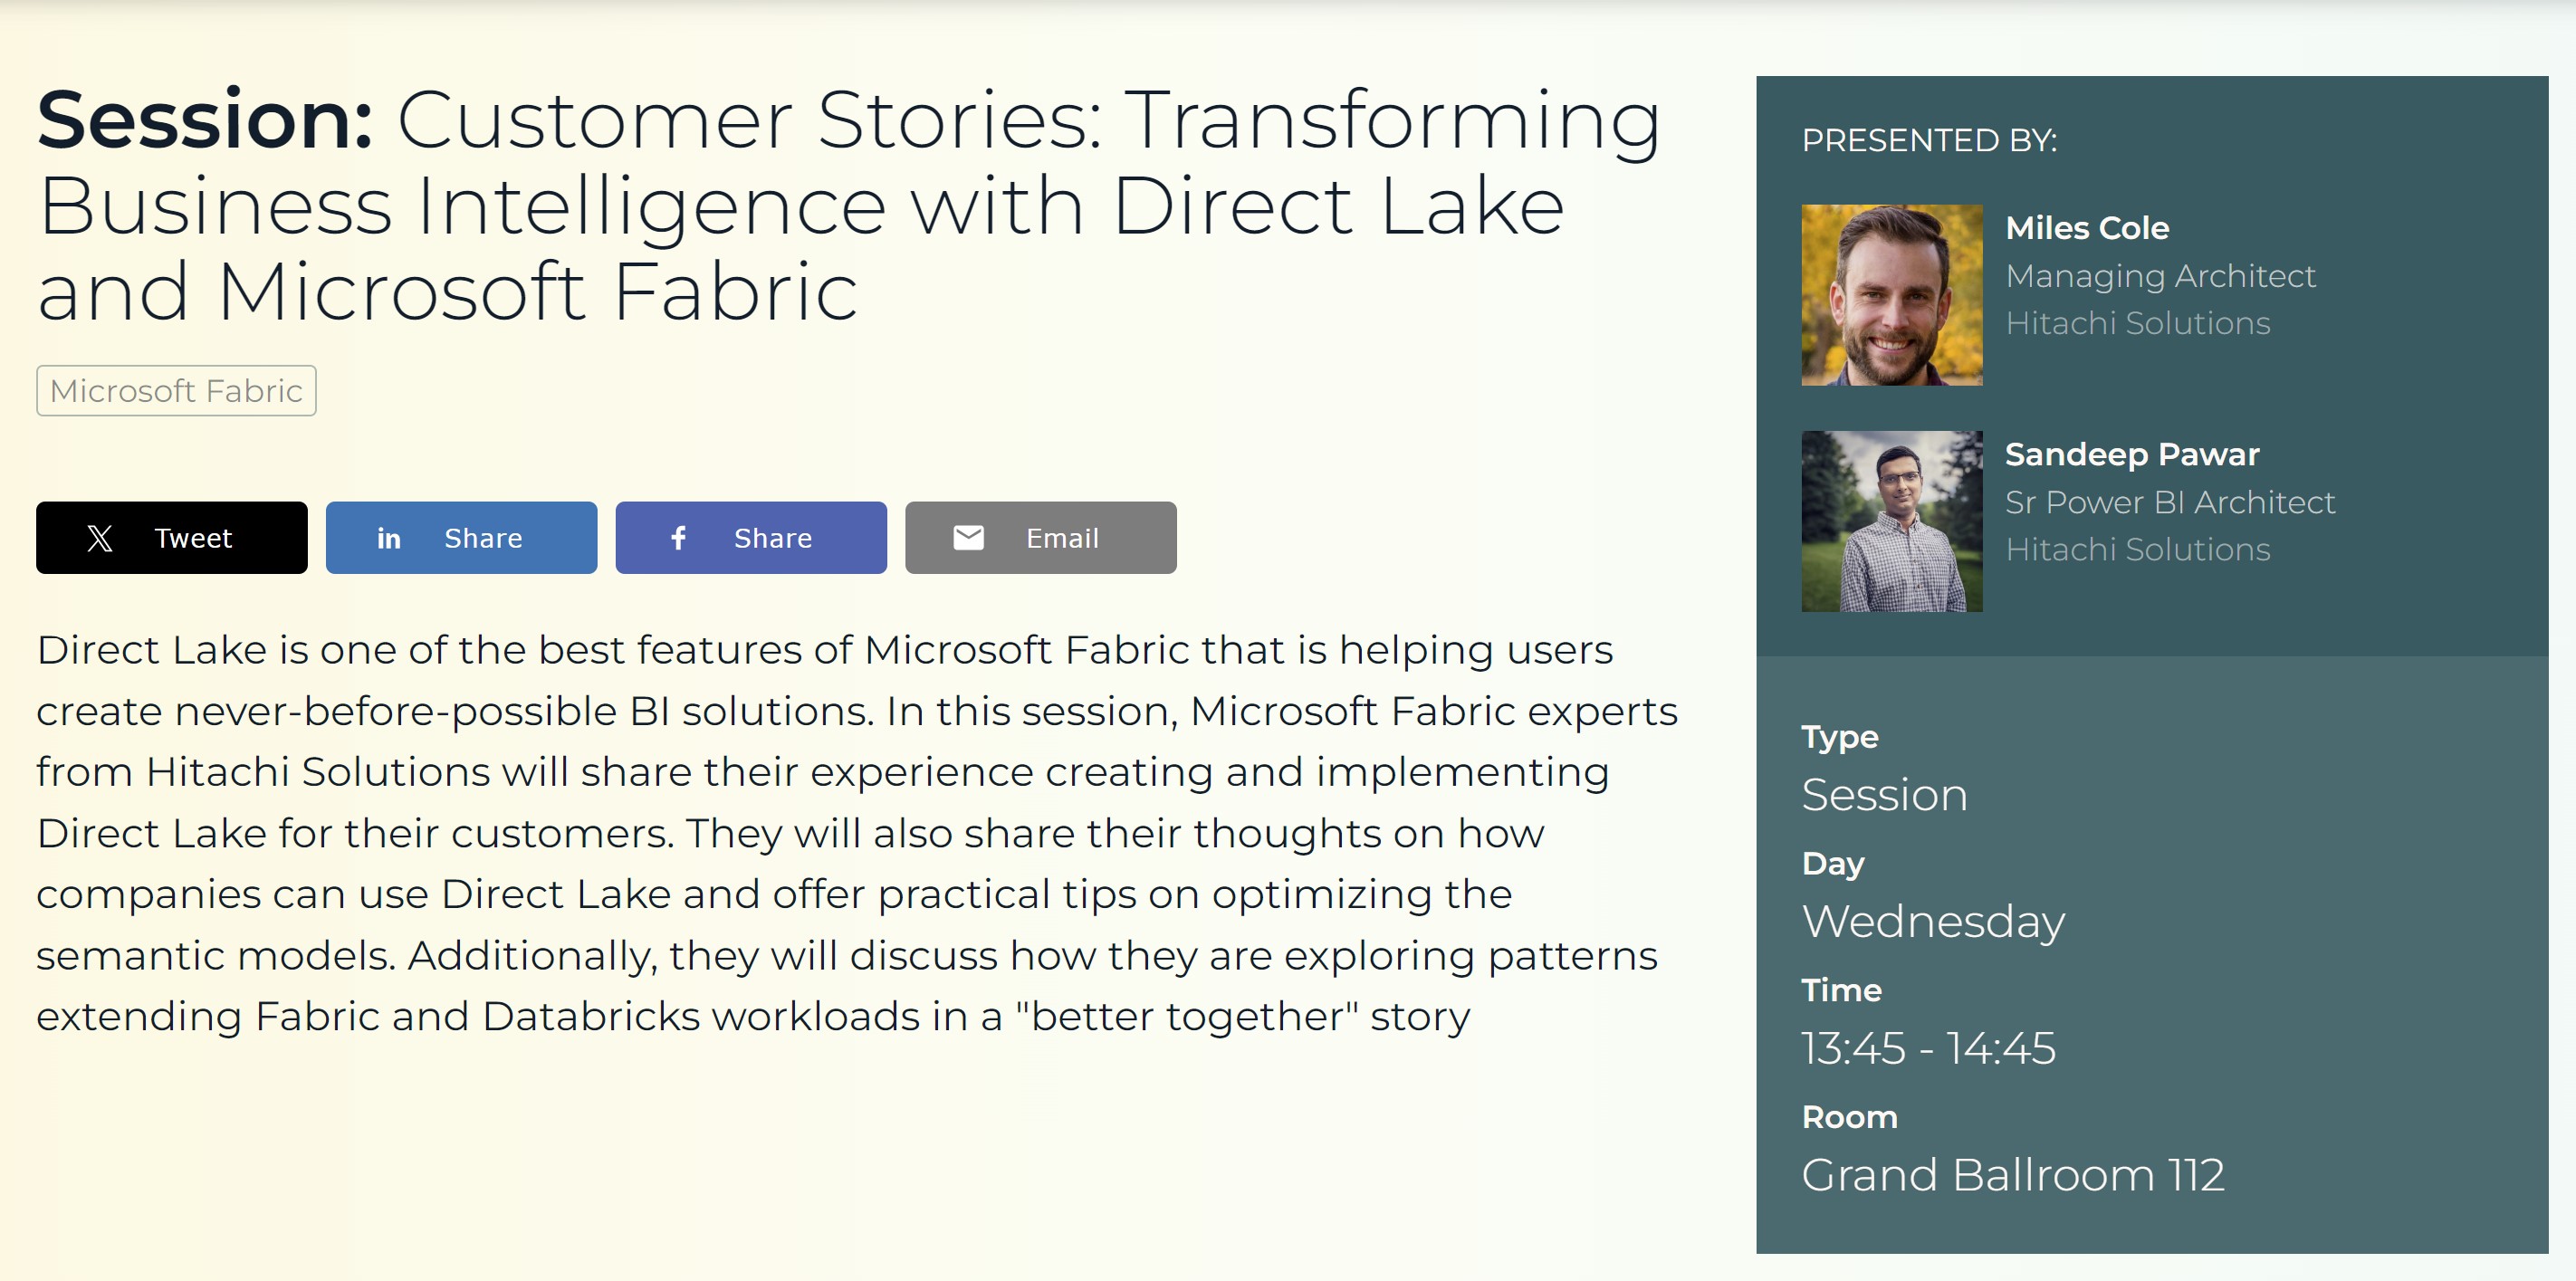 Session: Customer Stories: Transforming
Business Intelligence with Direct Lake
and Microsoft Fabric
Microsoft Fabric
X Tweet
in Share
f Share
Email
Direct Lake is one of the best features of Microsoft Fabric that is helping users
create never-before-possible BI solutions. In this session, Microsoft Fabric experts
from Hitachi Solutions will share their experience creating and implementing
Direct Lake for their customers. They will also share their thoughts on how
companies can use Direct Lake and offer practical tips on optimizing the
semantic models. Additionally, they will discuss how they are exploring patterns
extending Fabric and Databricks workloads in a "better together" story
PRESENTED BY:
Miles Cole
Managing Architect
Hitachi Solutions
Sandeep Pawar
Sr Power BI Architect
Hitachi Solutions
Type
Session
Day
Wednesday
Time
13:45 - 14:45
Room
Grand Ballroom 112